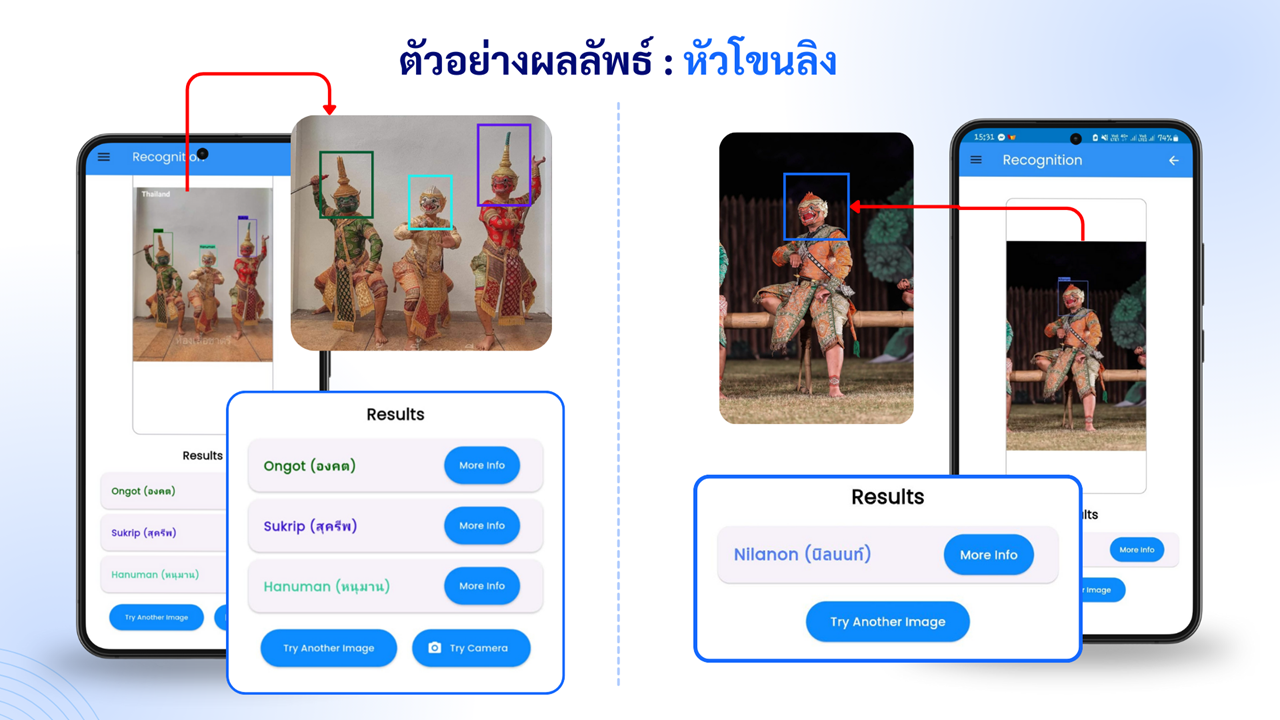 ตัวอย่างผลลัพธ์ : หัวโขนลิง
Recognition
Thailand
Hanuman
Results
Ongot (องคต)
Sukrip (สุครีพ)
Hanuman (หนุมาน)
Try Another Image
Results
Ongot (องคต) More Info
Sukrip (สุครีพ) More Info
Hanuman (หนุมาน) More Info
Try Another Image Try Camera
15:31 74%
Recognition
Results
Nilanon (นิลนนท์) More Info
Try Another Image
lts
More Info
r Image